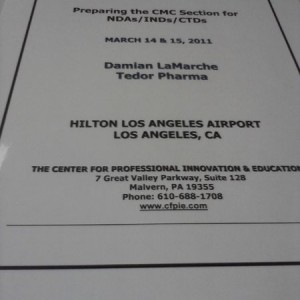 Preparing the CMC Section for
NDAs/INDs/CTDs
MARCH 14 & 15, 2011
Damian LaMarche
Tedor Pharma
HILTON LOS ANGELES AIRPORT
LOS ANGELES, CA
THE CENTER FOR PROFESSIONAL INNOVATION & EDUCATION
7 Great Valley Parkway, Suite 128
Malvern, PA 19355
Phone: 610-688-1708
www.cfpie.com